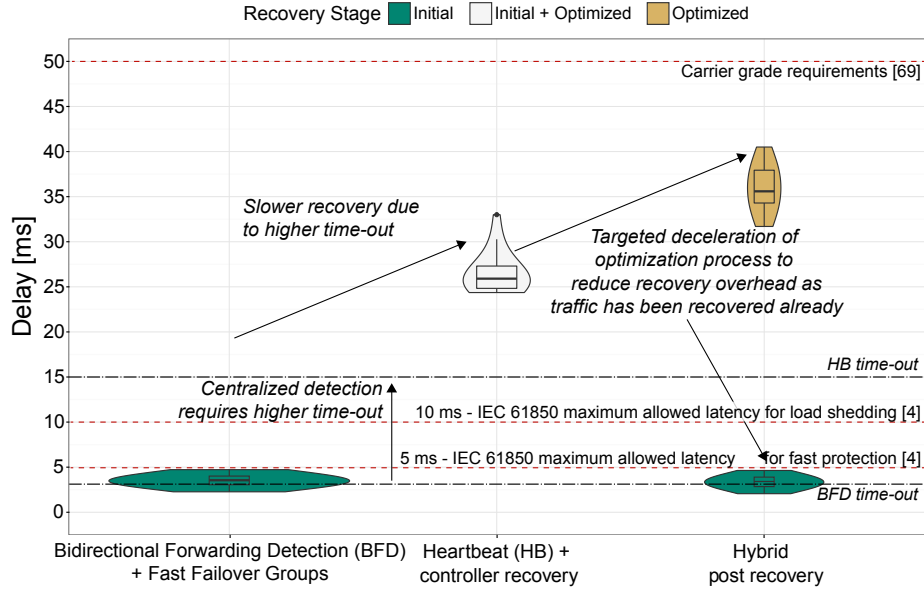 Recovery Stage Initial Initial + Optimized Optimized
Delay [ms]
50
45
40
35
30
25
20
15
10
5
0
Carrier grade requirements [69]
Slower recovery due
to higher time-out
Targeted deceleration of
optimization process to
reduce recovery overhead as
traffic has been recovered already
HB time-out
Centralized detection
requires higher time-out
10 ms - IEC 61850 maximum allowed latency for load shedding [4]
5 ms - IEC 61850 maximum allowed latency for fast protection [4]
BFD time-out
Bidirectional Forwarding Detection (BFD)
+ Fast Failover Groups
Heartbeat (HB) +
controller recovery
Hybrid
post recovery